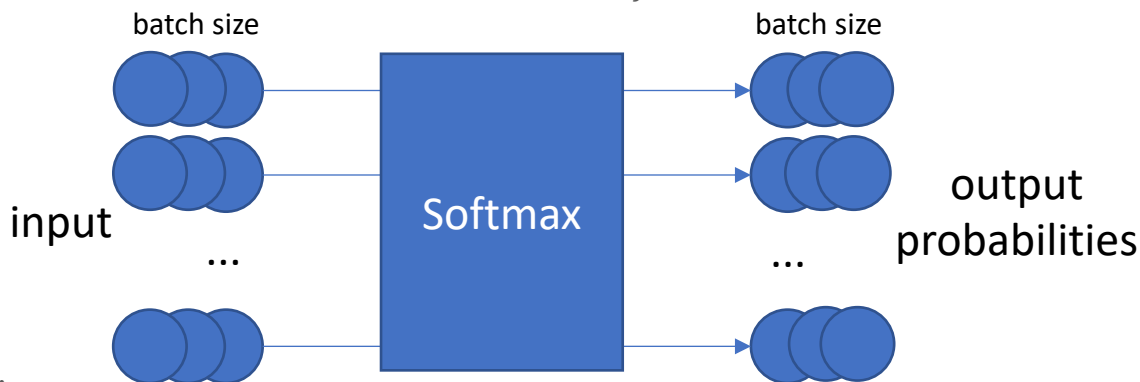 batch size
batch size
input
...
Softmax
...
output
probabilities